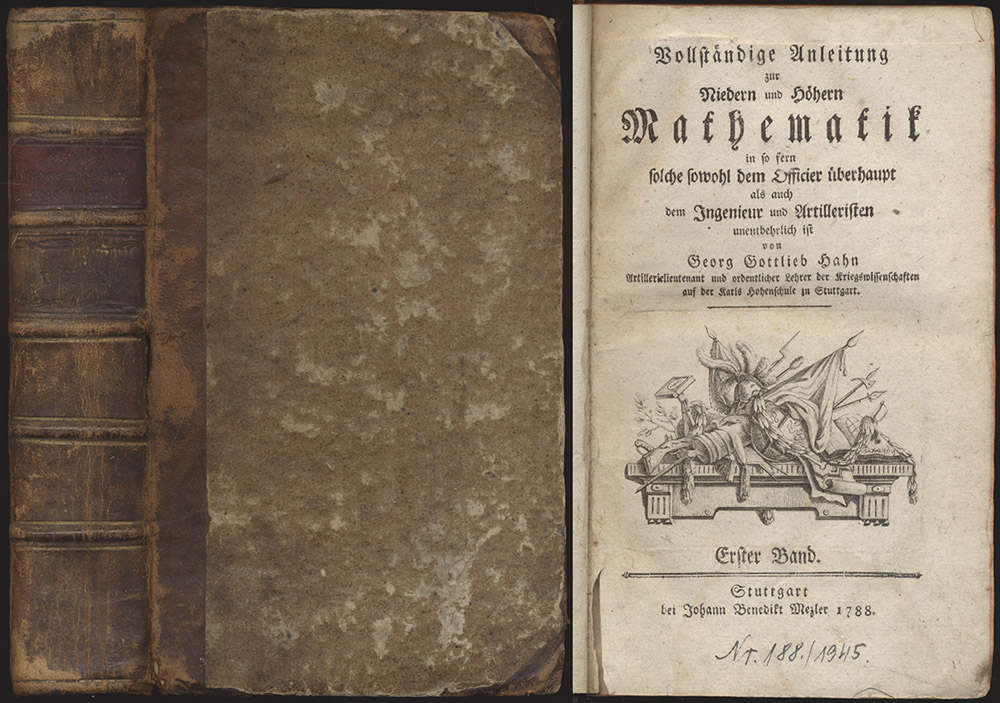 Vollständige Anleitung
zur
Niedern und Höhern
Mathematik
in so fern
solche sowohl dem Officier überhaupt
als auch
dem Ingenieur und Artilleristen
unentbehrlich ist
von
Georg Gottlieb Hahn
Artillerielieutenant und ordentlicher Lehrer der Kriegswissenschaften
auf der Karls Hohenschule zu Stuttgart.
Erster Band.
Stuttgart
bei Johann Benedikt Mezler 1788.
Nr. 188./1945.